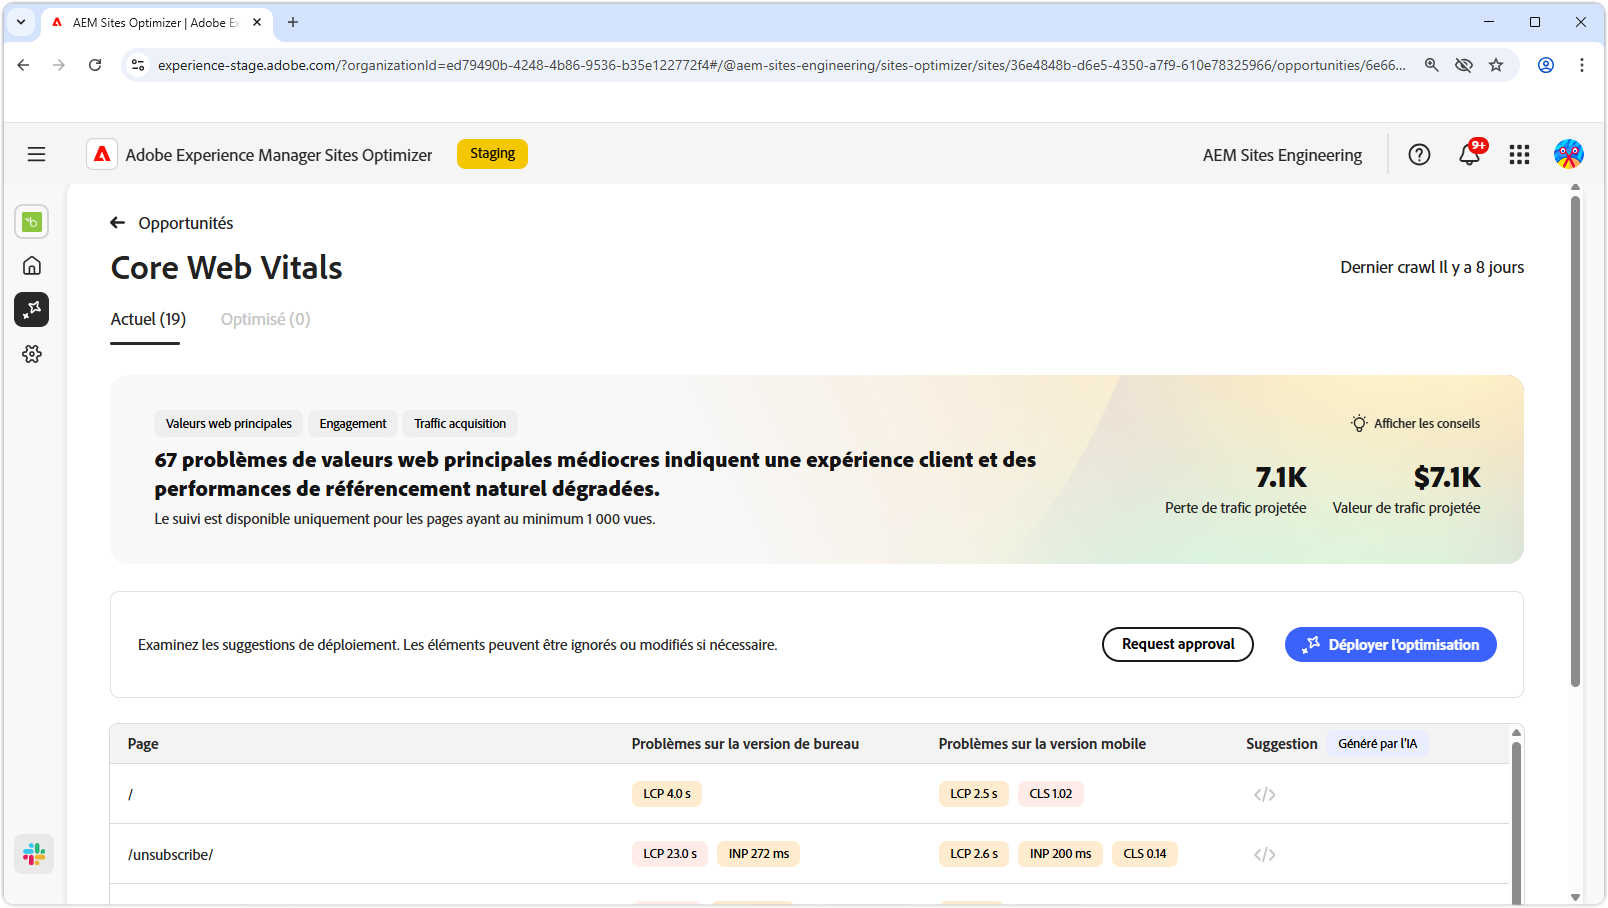 AEM Sites Optimizer | Adobe Ex
experience-stage.adobe.com/?organizationId=ed79490b-4248-4b86-9536-b35e122772f4#/@aem-sites-engineering/sites-optimizer/sites/36e4848b-d6e5-4350-a7f9-610e78325966/opportunities/6e66...
Adobe Experience Manager Sites Optimizer
Staging
AEM Sites Engineering
9+
Opportunités
Core Web Vitals
Dernier crawl Il y a 8 jours
Actuel (19)
Optimisé (0)
Valeurs web principales
Engagement
Traffic acquisition
Afficher les conseils
67 problèmes de valeurs web principales médiocres indiquent une expérience client et des
performances de référencement naturel dégradées.
Le suivi est disponible uniquement pour les pages ayant au minimum 1 000 vues.
7.1K
Perte de trafic projetée
$7.1K
Valeur de trafic projetée
Examinez les suggestions de déploiement. Les éléments peuvent être ignorés ou modifiés si nécessaire.
Request approval
Déployer l'optimisation
Page
Problèmes sur la version de bureau
Problèmes sur la version mobile
Suggestion
Généré par l'IA
/
LCP 4.0 s
LCP 2.5 s
CLS 1.02
</>
/unsubscribe/
LCP 23.0 s
INP 272 ms
LCP 2.6 s
INP 200 ms
CLS 0.14
</>